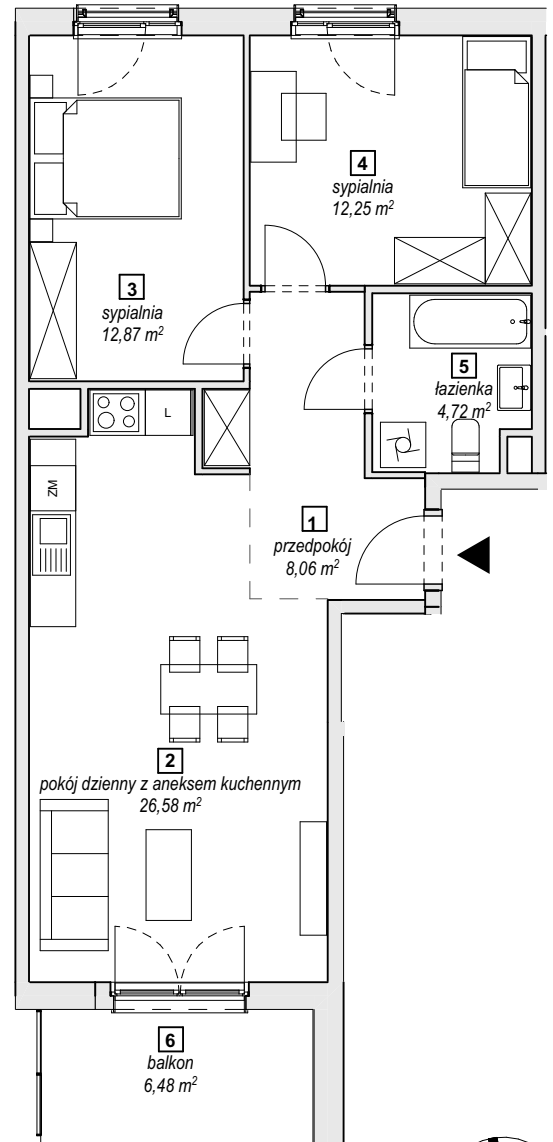 4
sypialnia
12,25 m²
3
sypialnia
12,87 m²
5
łazienka
4,72 m²
L
ZM
1
przedpokój
8,06 m²
2
pokój dzienny z aneksem kuchennym
26,58 m²
6
balkon
6,48 m²